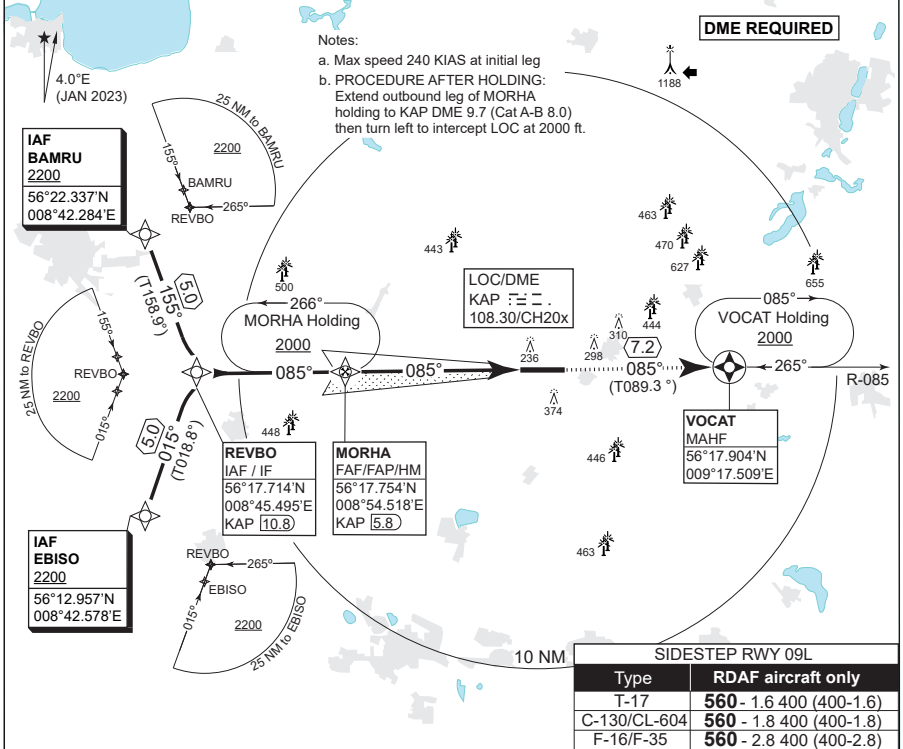 DME REQUIRED
4.0°E
(JAN 2023)
Notes:
a. Max speed 240 KIAS at initial leg
b. PROCEDURE AFTER HOLDING:
Extend outbound leg of MORHA
holding to KAP DME 9.7 (Cat A-B 8.0)
then turn left to intercept LOC at 2000 ft.
1188
25 NM to BAMRU
2200
155°
BAMRU
REVBO
265°
IAF
BAMRU
2200
56°22.337'N
008°42.284'E
5.0
155°
(T158.9°)
500
443
463
470
627
655
LOC/DME
KAP
108.30/CH20x
266°
MORHA Holding
2000
085°
085°
236
298
310
444
7.2
085°
(T089.3 °)
374
085°
VOCAT Holding
2000
265°
R-085
25 NM to REVBO
155°
REVBO
2200
015°
5.0
015°
(T018.8°)
448
446
463
REVBO
IAF / IF
56°17.714'N
008°45.495'E
KAP 10.8
MORHA
FAF/FAP/HM
56°17.754'N
008°54.518'E
KAP 5.8
VOCAT
MAHF
56°17.904'N
009°17.509'E
IAF
EBISO
2200
56°12.957'N
008°42.578'E
REVBO
265°
EBISO
015°
2200
25 NM to EBISO
10 NM
SIDESTEP RWY 09L
Type RDAF aircraft only
T-17 560 - 1.6 400 (400-1.6)
C-130/CL-604 560 - 1.8 400 (400-1.8)
F-16/F-35 560 - 2.8 400 (400-2.8)